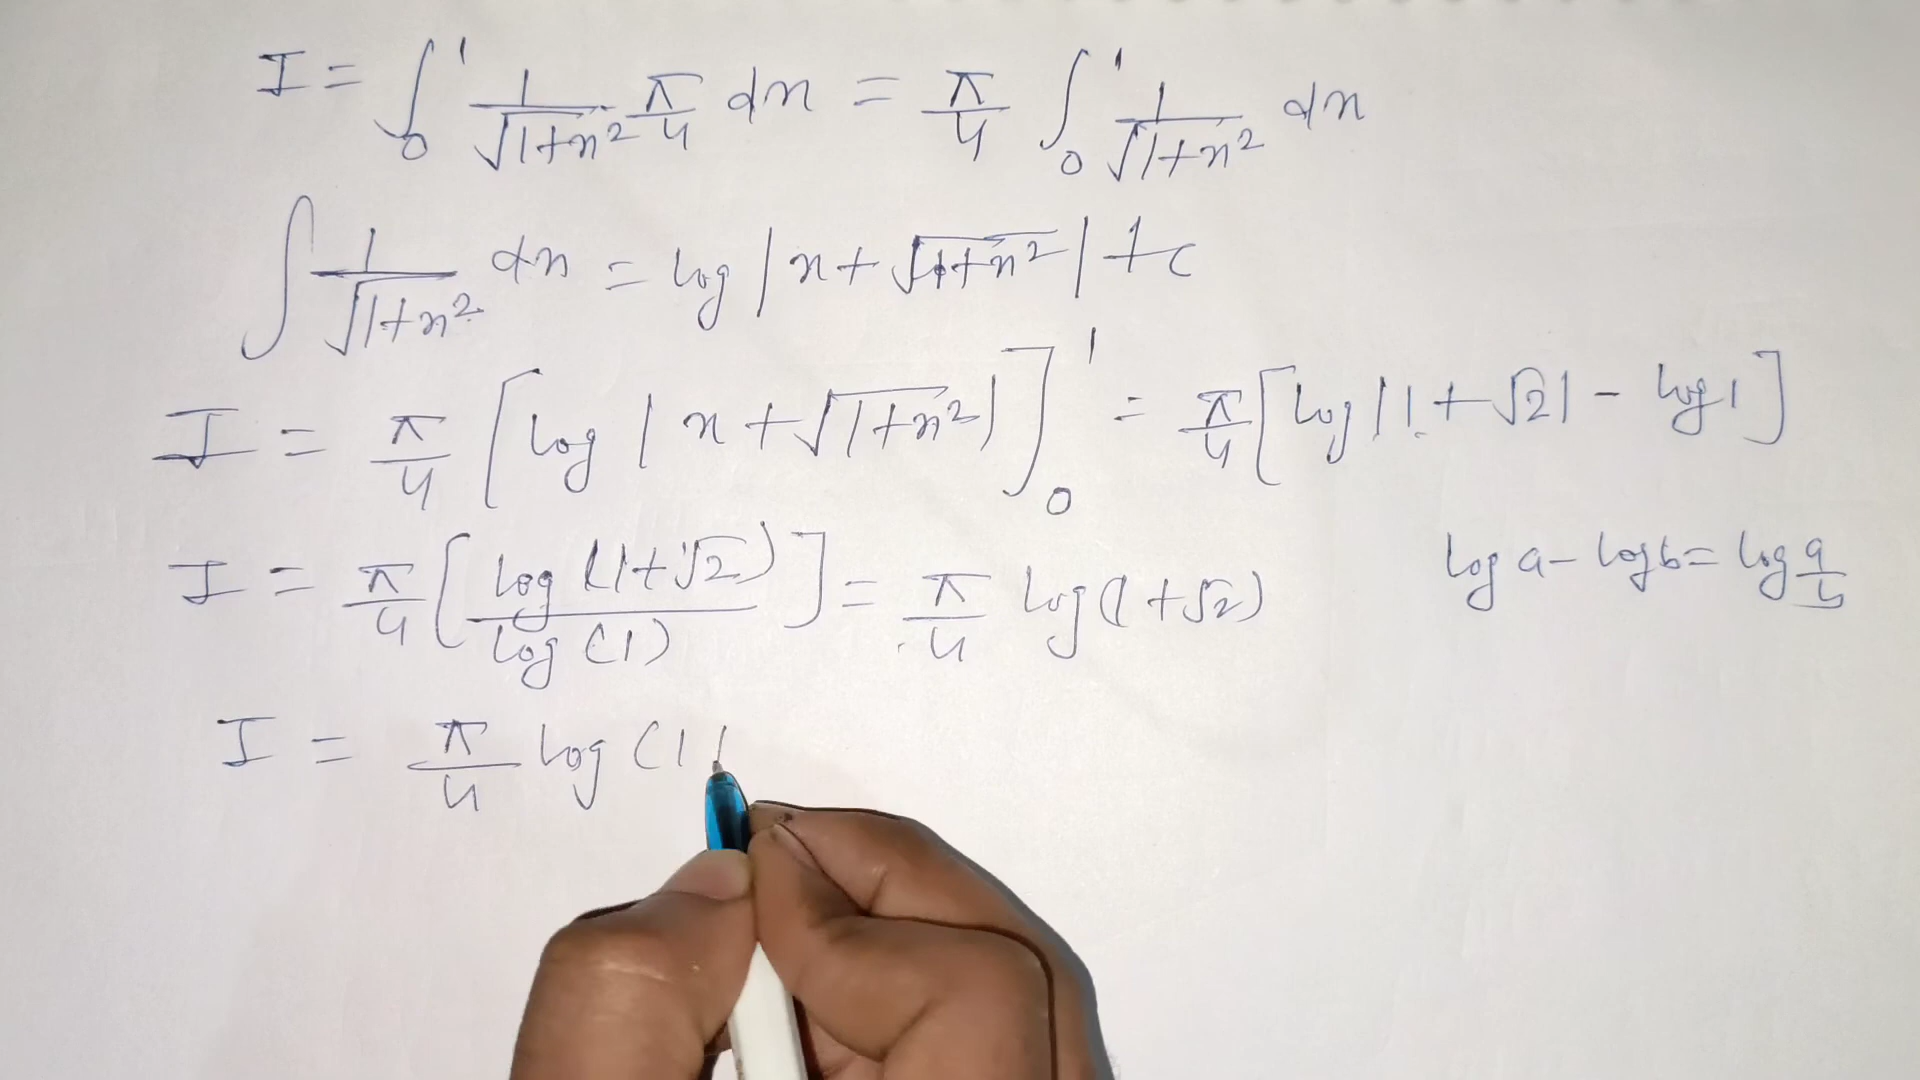 I = ∫₀¹ 1/√(1+x²) π/4 dx = π/4 ∫₀¹ 1/√(1+x²) dx
∫ 1/√(1+x²) dx = log |x + √(1+x²)| + c
I = π/4 [log |x + √(1+x²)|]₀¹ = π/4 [log |1 + √2| - log 1]
I = π/4 [log (1+√2) / log (1)] = π/4 log (1 + √2)
log a - log b = log a/b
I = π/4 log (1